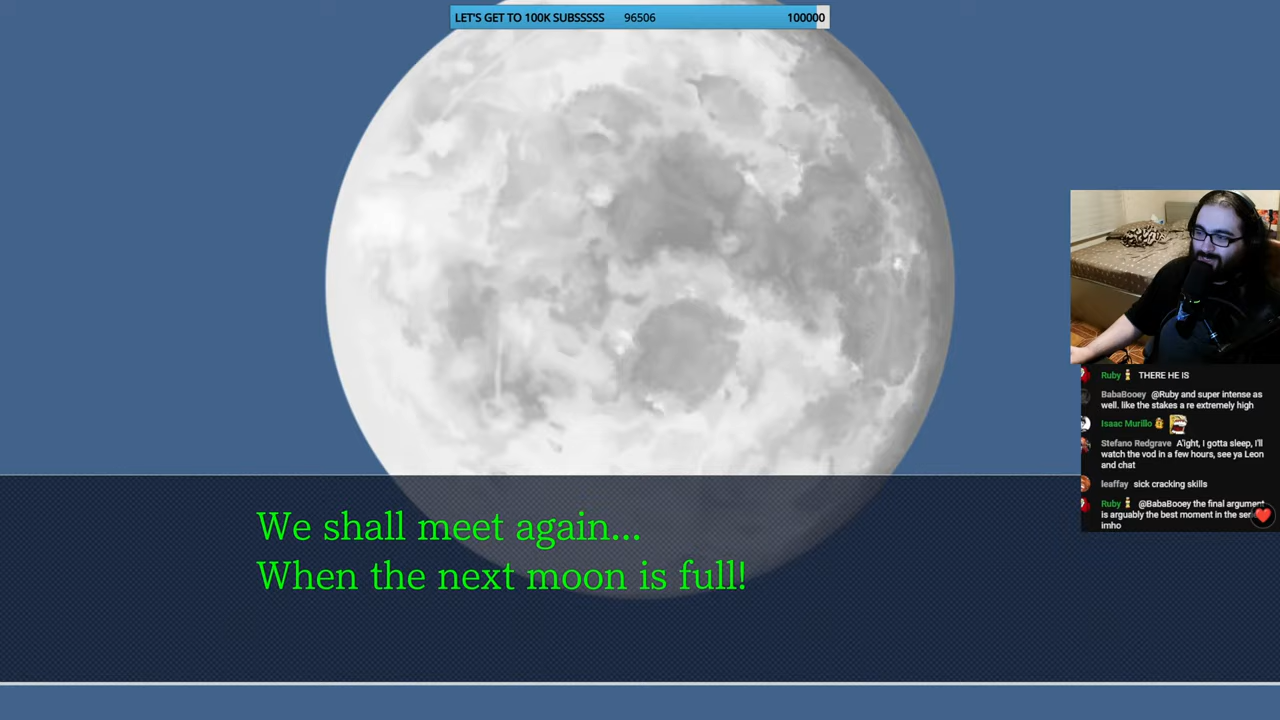 LET'S GET TO 100K SUBSSSSS 96506 100000
Ruby THERE HE IS
BabaBooey @Ruby and super intense as
well. like the stakes a re extremely high
Isaac Murillo
Stefano Redgrave A'ight, I gotta sleep, I'll
watch the vod in a few hours, see ya Leon
and chat
leaffay sick cracking skills
Ruby @BabaBooey the final argument
is arguably the best moment in the
imho
We shall meet again...
When the next moon is full!